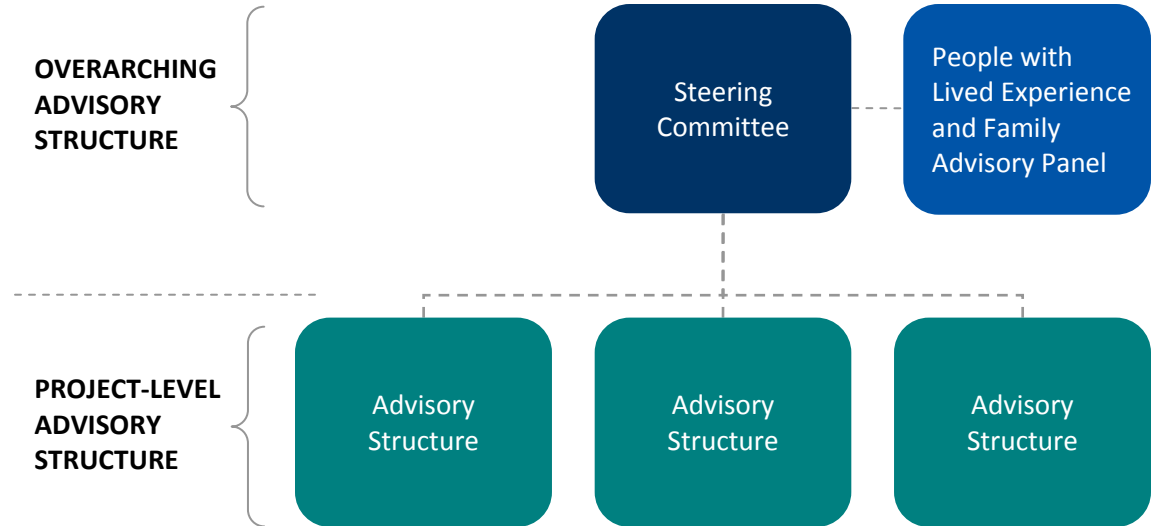 OVERARCHING
ADVISORY
STRUCTURE
Steering
Committee
People with
Lived Experience
and Family
Advisory Panel
PROJECT-LEVEL
ADVISORY
STRUCTURE
Advisory
Structure
Advisory
Structure
Advisory
Structure